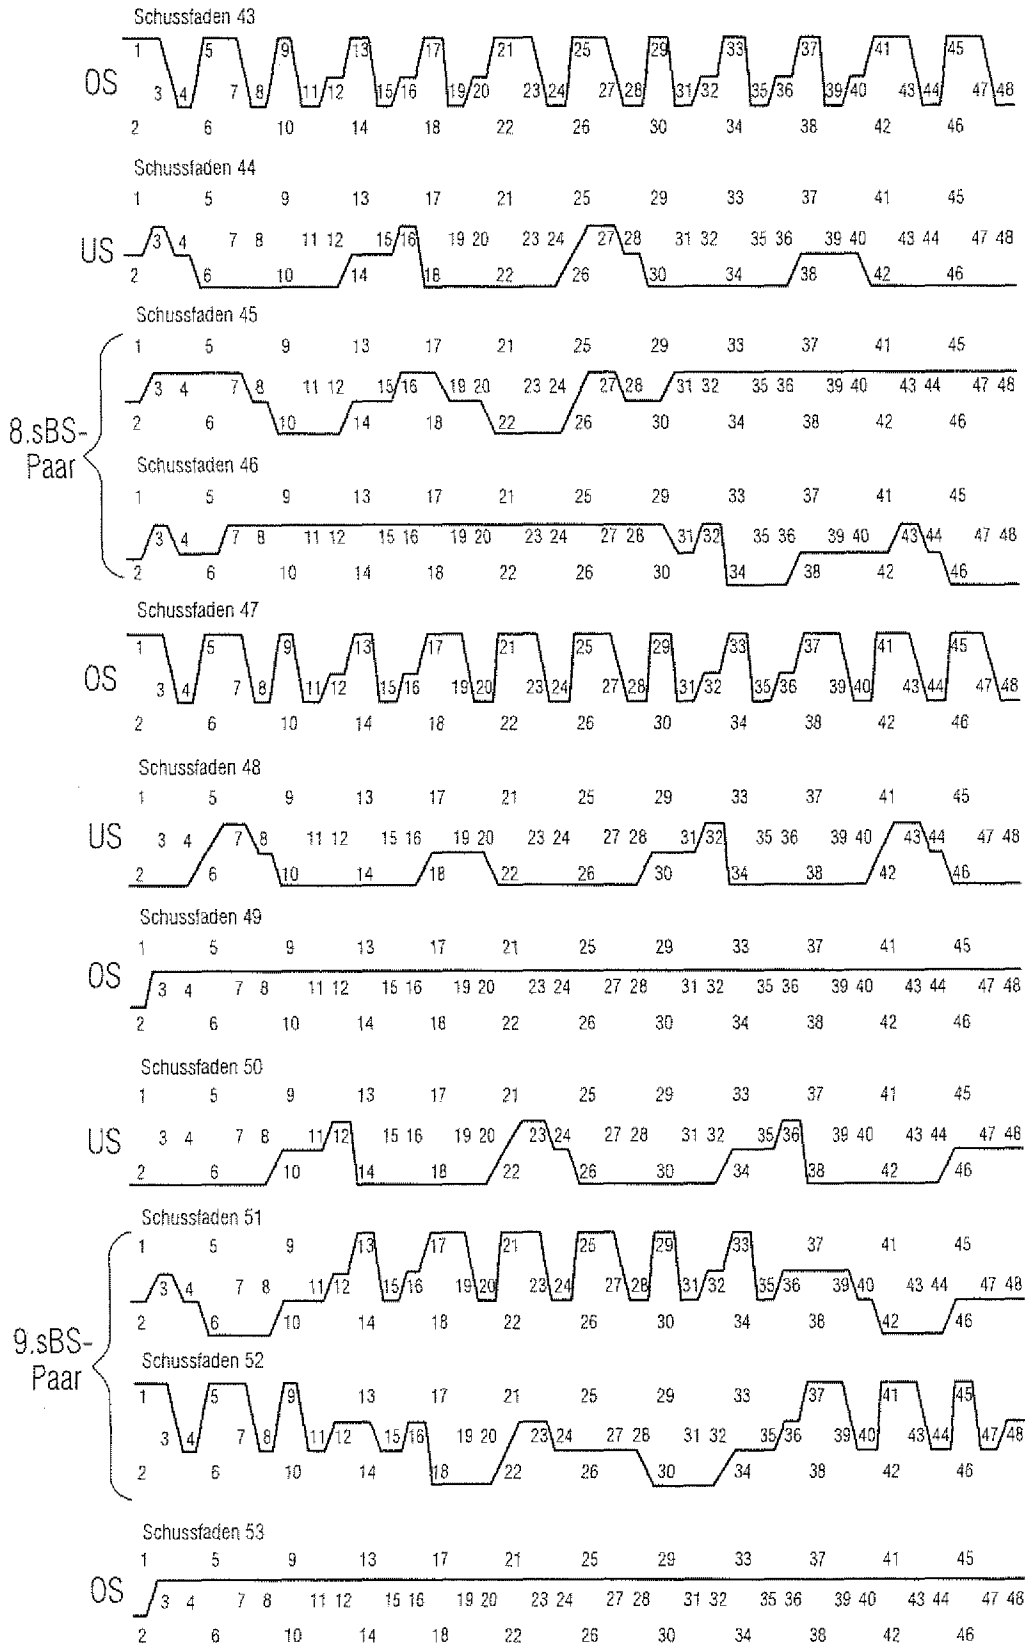 Schussfaden 43
1 5 9 13 17 21 25 29 33 37 41 45
OS 3 4 7 8 11 12 15 16 19 20 23 24 27 28 31 32 35 36 39 40 43 44 47 48
2 6 10 14 18 22 26 30 34 38 42 46
Schussfaden 44
1 5 9 13 17 21 25 29 33 37 41 45
US 3 4 7 8 11 12 15 16 19 20 23 24 27 28 31 32 35 36 39 40 43 44 47 48
2 6 10 14 18 22 26 30 34 38 42 46
8.sBS-
Paar
Schussfaden 45
1 5 9 13 17 21 25 29 33 37 41 45
3 4 7 8 11 12 15 16 19 20 23 24 27 28 31 32 35 36 39 40 43 44 47 48
2 6 10 14 18 22 26 30 34 38 42 46
Schussfaden 46
1 5 9 13 17 21 25 29 33 37 41 45
3 4 7 8 11 12 15 16 19 20 23 24 27 28 31 32 35 36 39 40 43 44 47 48
2 6 10 14 18 22 26 30 34 38 42 46
Schussfaden 47
1 5 9 13 17 21 25 29 33 37 41 45
OS 3 4 7 8 11 12 15 16 19 20 23 24 27 28 31 32 35 36 39 40 43 44 47 48
2 6 10 14 18 22 26 30 34 38 42 46
Schussfaden 48
1 5 9 13 17 21 25 29 33 37 41 45
US 3 4 7 8 11 12 15 16 19 20 23 24 27 28 31 32 35 36 39 40 43 44 47 48
2 6 10 14 18 22 26 30 34 38 42 46
Schussfaden 49
1 5 9 13 17 21 25 29 33 37 41 45
OS 3 4 7 8 11 12 15 16 19 20 23 24 27 28 31 32 35 36 39 40 43 44 47 48
2 6 10 14 18 22 26 30 34 38 42 46
Schussfaden 50
1 5 9 13 17 21 25 29 33 37 41 45
US 3 4 7 8 11 12 15 16 19 20 23 24 27 28 31 32 35 36 39 40 43 44 47 48
2 6 10 14 18 22 26 30 34 38 42 46
9.sBS-
Paar
Schussfaden 51
1 5 9 13 17 21 25 29 33 37 41 45
3 4 7 8 11 12 15 16 19 20 23 24 27 28 31 32 35 36 39 40 43 44 47 48
2 6 10 14 18 22 26 30 34 38 42 46
Schussfaden 52
1 5 9 13 17 21 25 29 33 37 41 45
3 4 7 8 11 12 15 16 19 20 23 24 27 28 31 32 35 36 39 40 43 44 47 48
2 6 10 14 18 22 26 30 34 38 42 46
Schussfaden 53
1 5 9 13 17 21 25 29 33 37 41 45
OS 3 4 7 8 11 12 15 16 19 20 23 24 27 28 31 32 35 36 39 40 43 44 47 48
2 6 10 14 18 22 26 30 34 38 42 46